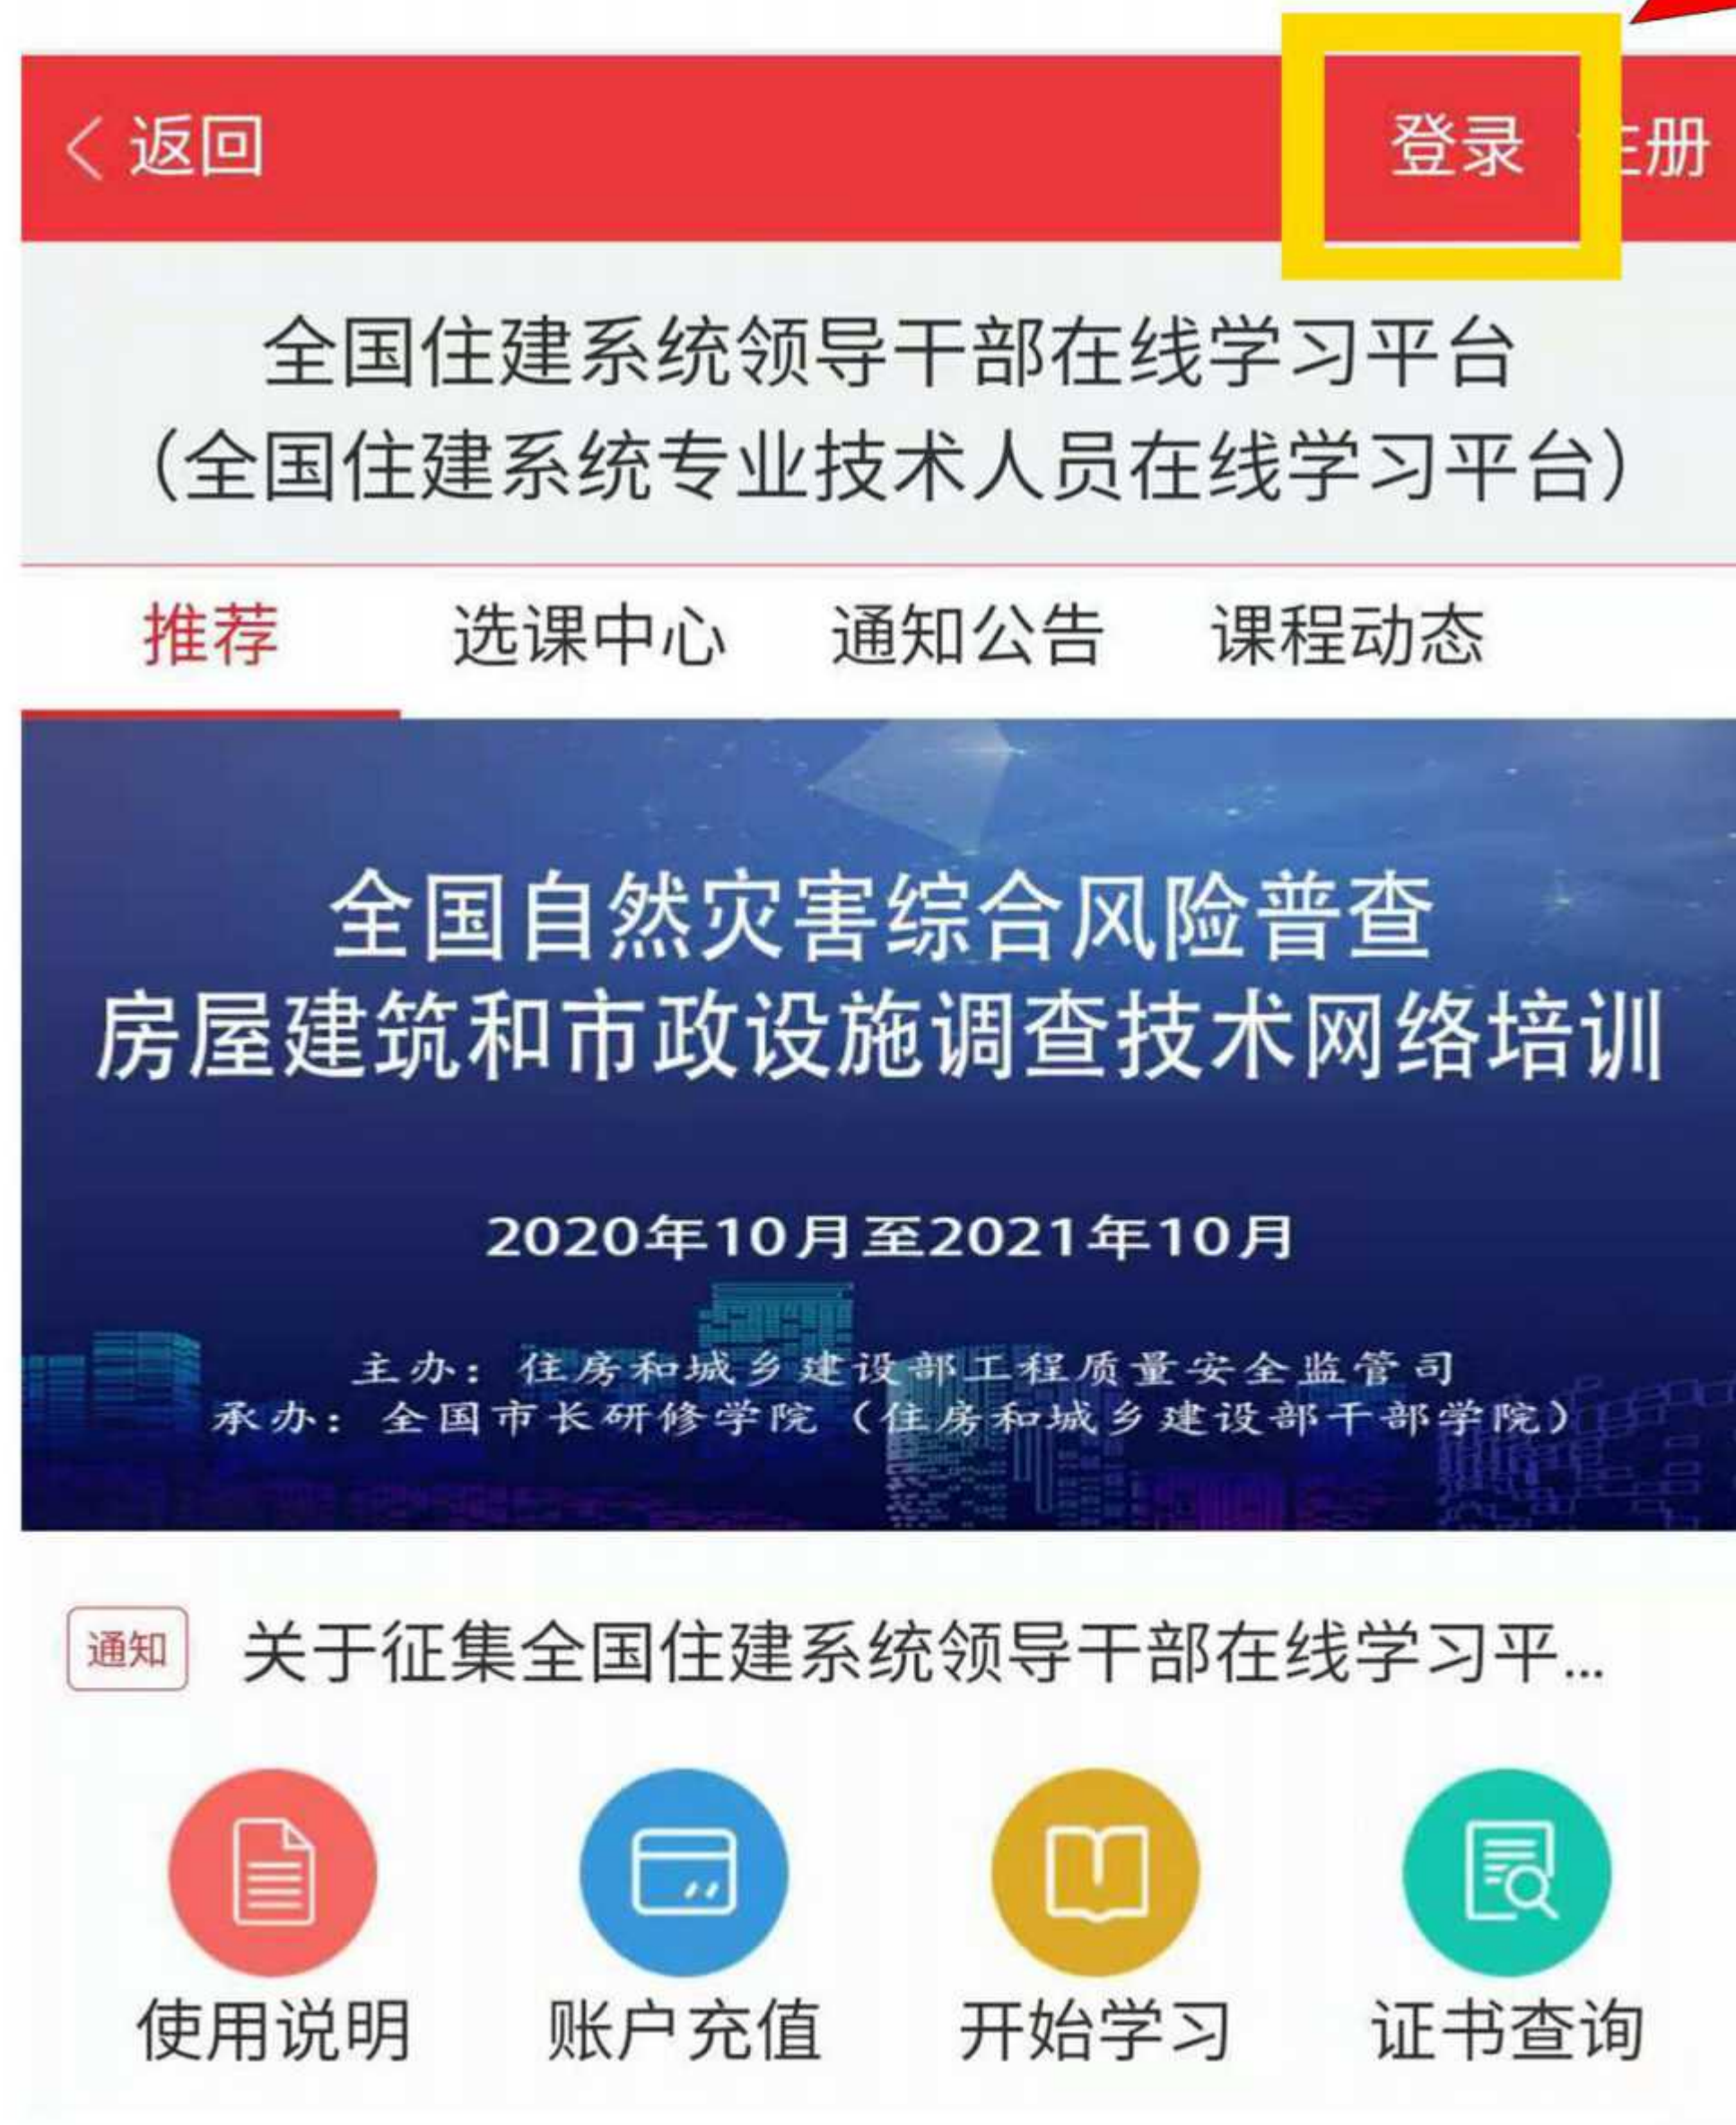 返回 登录 册
全国住建系统领导干部在线学习平台
（全国住建系统专业技术人员在线学习平台）
推荐 选课中心 通知公告 课程动态
全国自然灾害综合风险普查
房屋建筑和市政设施调查技术网络培训
2020年10月至2021年10月
主办：住房和城乡建设部工程质量安全监管司
承办：全国市长研修学院（住房和城乡建设部干部学院）
通知 关于征集全国住建系统领导干部在线学习平...
使用说明 账户充值 开始学习 证书查询